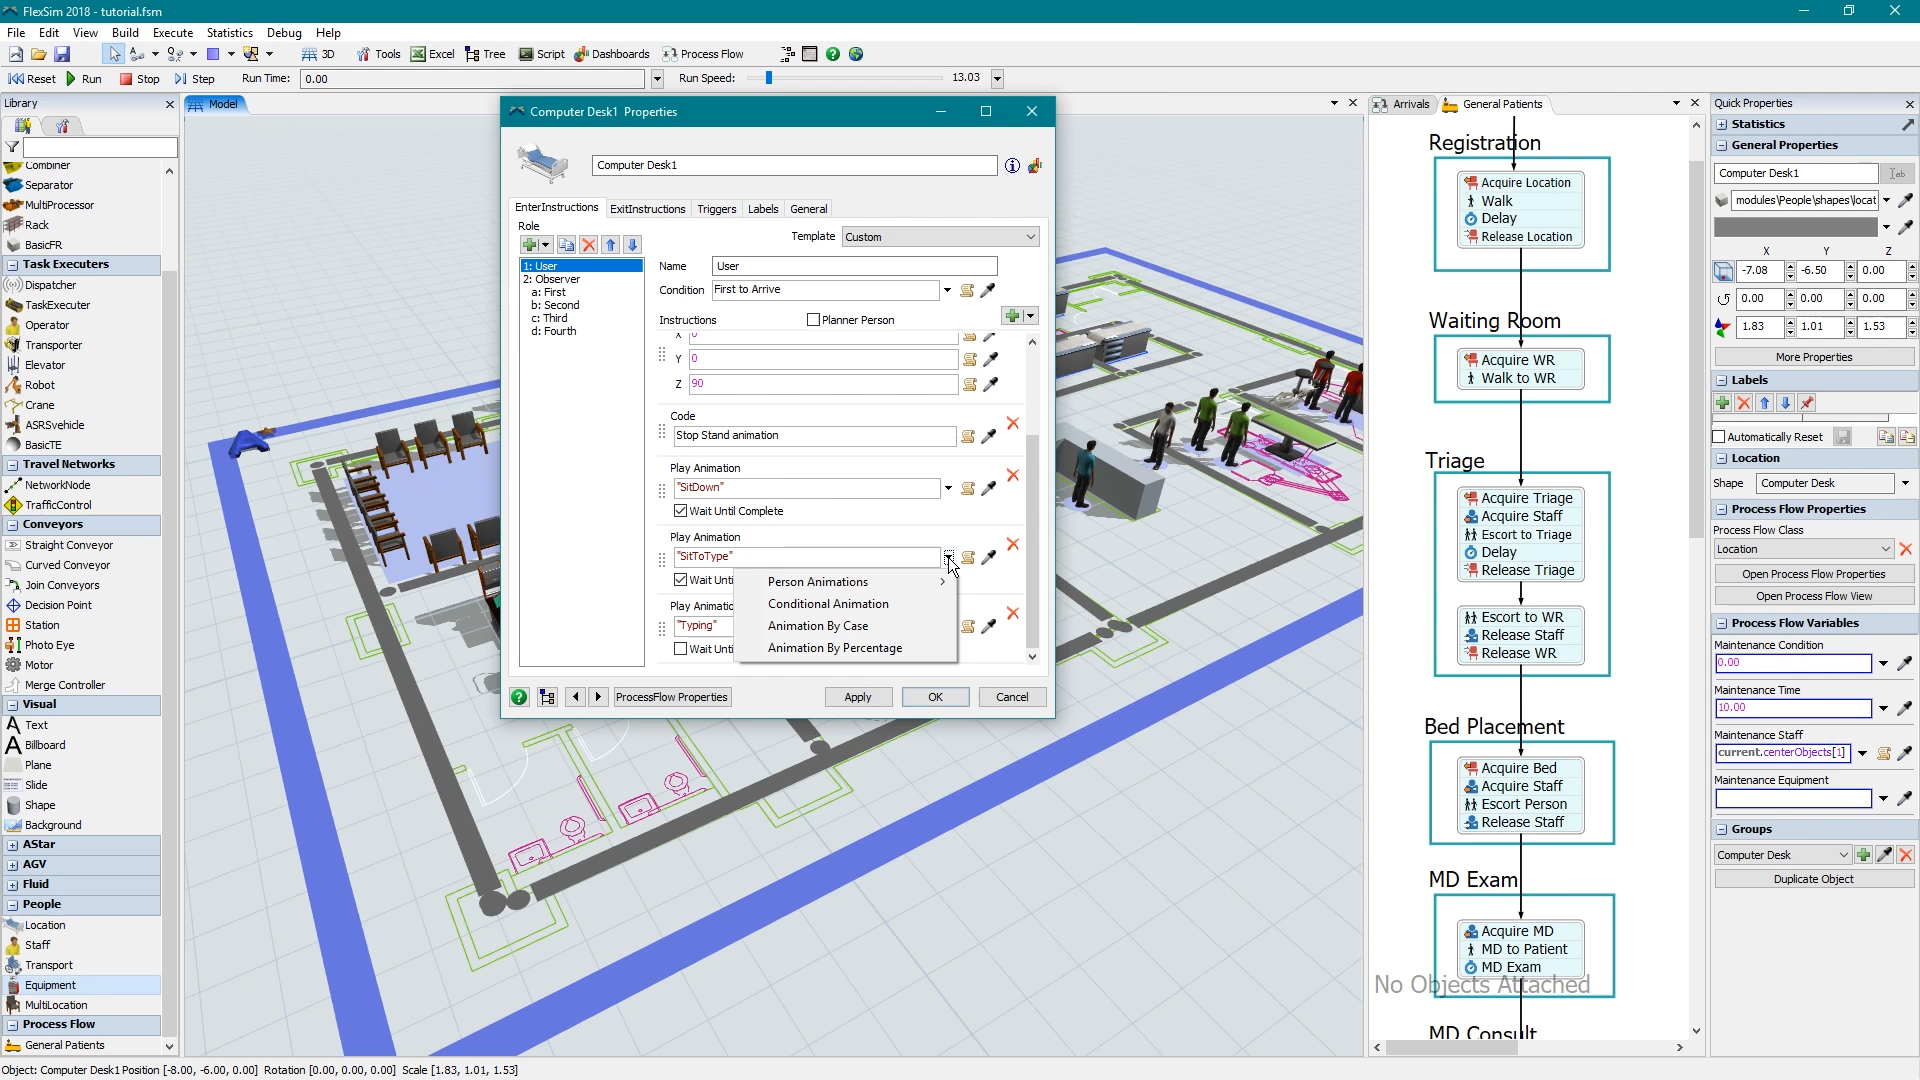 FlexSim 2018 - tutorial.fsm
File Edit View Build Execute Statistics Debug Help
3D Tools Excel Tree Script Dashboards Process Flow
Reset Run Stop Step Run Time: 0.00 Run Speed: 13.03
Library
Combiner
Separator
MultiProcessor
Rack
BasicFR
Task Executers
Dispatcher
TaskExecuter
Operator
Transporter
Elevator
Robot
Crane
ASRSvehicle
BasicTE
Travel Networks
NetworkNode
TrafficControl
Conveyors
Straight Conveyor
Curved Conveyor
Join Conveyors
Decision Point
Station
Photo Eye
Motor
Merge Controller
Visual
Text
Billboard
Plane
Slide
Shape
Background
AStar
AGV
Fluid
People
Location
Staff
Transport
Equipment
MultiLocation
Process Flow
General Patients
Model
Computer Desk1 Properties
Computer Desk1
EnterInstructions ExitInstructions Triggers Labels General
Role
Template Custom
1: User
2: Observer
a: First
b: Second
c: Third
d: Fourth
Name User
Condition First to Arrive
Instructions Planner Person
X 0
Y 0
Z 90
Code
Stop Stand animation
Play Animation
"SitDown"
Wait Until Complete
Play Animation
"SitToType"
Wait Unti
Play Animatio
"Typing"
Wait Unti
Person Animations
Conditional Animation
Animation By Case
Animation By Percentage
ProcessFlow Properties Apply OK Cancel
Arrivals General Patients
Registration
Acquire Location
Walk
Delay
Release Location
Waiting Room
Acquire WR
Walk to WR
Triage
Acquire Triage
Acquire Staff
Escort to Triage
Delay
Release Triage
Escort to WR
Release Staff
Release WR
Bed Placement
Acquire Bed
Acquire Staff
Escort Person
Release Staff
MD Exam
Acquire MD
MD to Patient
MD Exam
No Objects Attached
MD Consult
Quick Properties
Statistics
General Properties
Computer Desk1
modules\People\shapes\locat
X Y Z
-7.08 -6.50 0.00
0.00 0.00 0.00
1.83 1.01 1.53
More Properties
Labels
Automatically Reset
Location
Shape Computer Desk
Process Flow Properties
Process Flow Class
Location
Open Process Flow Properties
Open Process Flow View
Process Flow Variables
Maintenance Condition
0.00
Maintenance Time
10.00
Maintenance Staff
current.centerObjects[1]
Maintenance Equipment
Groups
Computer Desk
Duplicate Object
Object: Computer Desk1 Position [-8.00, -6.00, 0.00] Rotation [0.00, 0.00, 0.00] Scale [1.83, 1.01, 1.53]